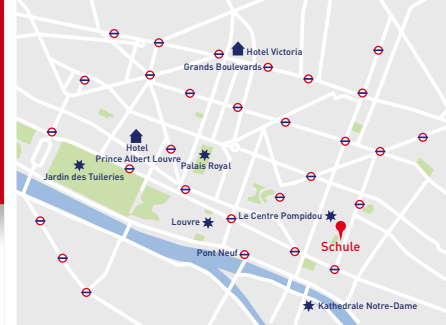 Hotel Victoria
Grands Boulevards
Hotel
Prince Albert Louvre
Palais Royal
Jardin des Tuileries
Le Centre Pompidou
Louvre
Schule
Pont Neuf
Kathedrale Notre-Dame